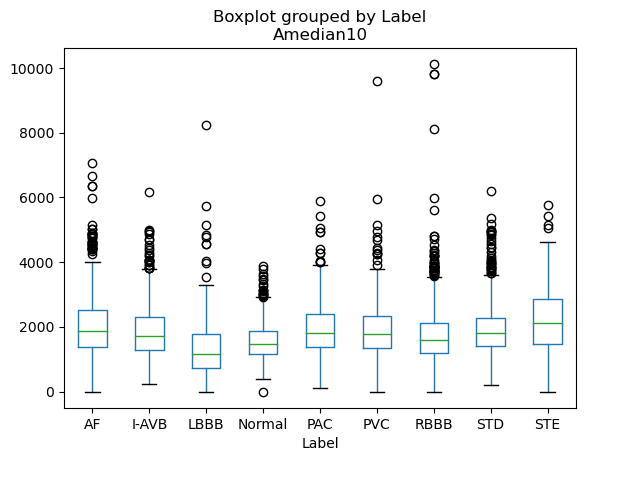 Boxplot grouped by Label
Amedian10
10000
8000
6000
4000
2000
0
AF I-AVB LBBB Normal PAC PVC RBBB STD STE
Label